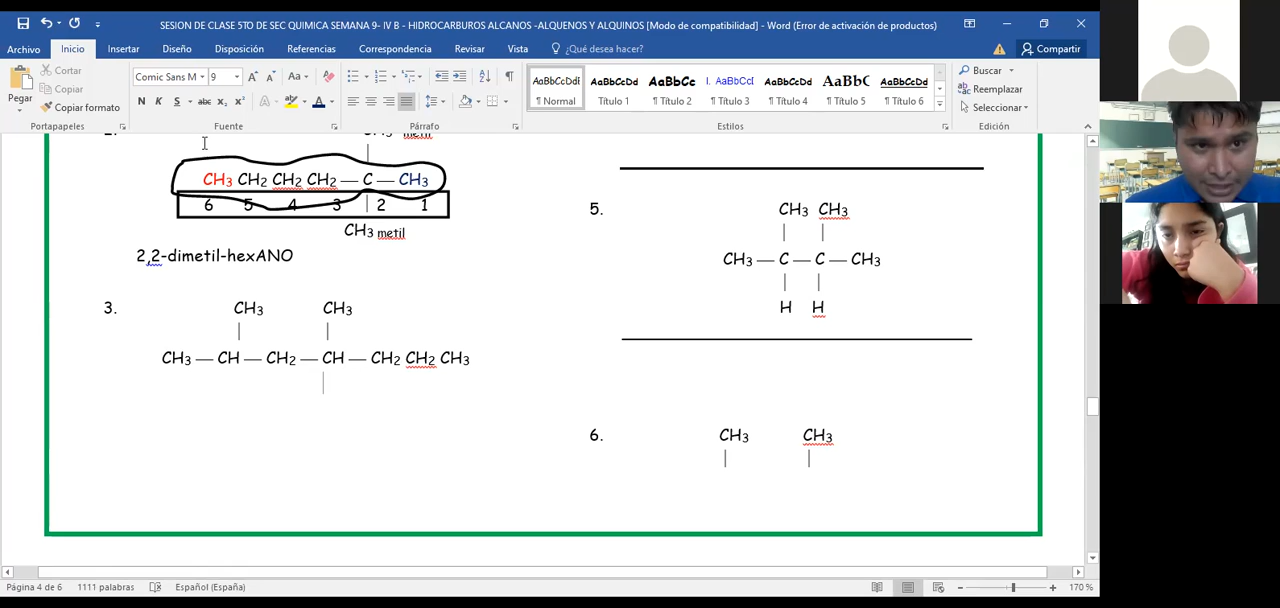 SESION DE CLASE 5TO DE SEC QUIMICA SEMANA 9- IV B - HIDROCARBUROS ALCANOS -ALQUENOS Y ALQUINOS [Modo de compatibilidad] - Word (Error de activación de productos)
Archivo Inicio Insertar Diseño Disposición Referencias Correspondencia Revisar Vista ¿Qué desea hacer? Compartir
Pegar
Cortar
Copiar
Copiar formato
Portapapeles
Comic Sans M 9
Fuente
Párrafo
AaBbCcDdI AaBbCcD AaBbCc I. AaBbCcD AaBbCcD AaBbC AaBbCcDc
¶ Normal Título 1 ¶ Título 2 ¶ Título 3 ¶ Título 4 ¶ Título 5 ¶ Título 6
Estilos
Buscar
Reemplazar
Seleccionar
Edición
CH3 CH2 CH2 CH2 — C — CH3
6 5 4 3 2 1
CH3 metil
2,2-dimetil-hexANO
3.
CH3 CH3
CH3 — CH — CH2 — CH — CH2 CH2 CH3
5.
CH3 CH3
CH3 — C — C — CH3
H H
6.
CH3 CH3
Página 4 de 6 1111 palabras Español (España) 170 %